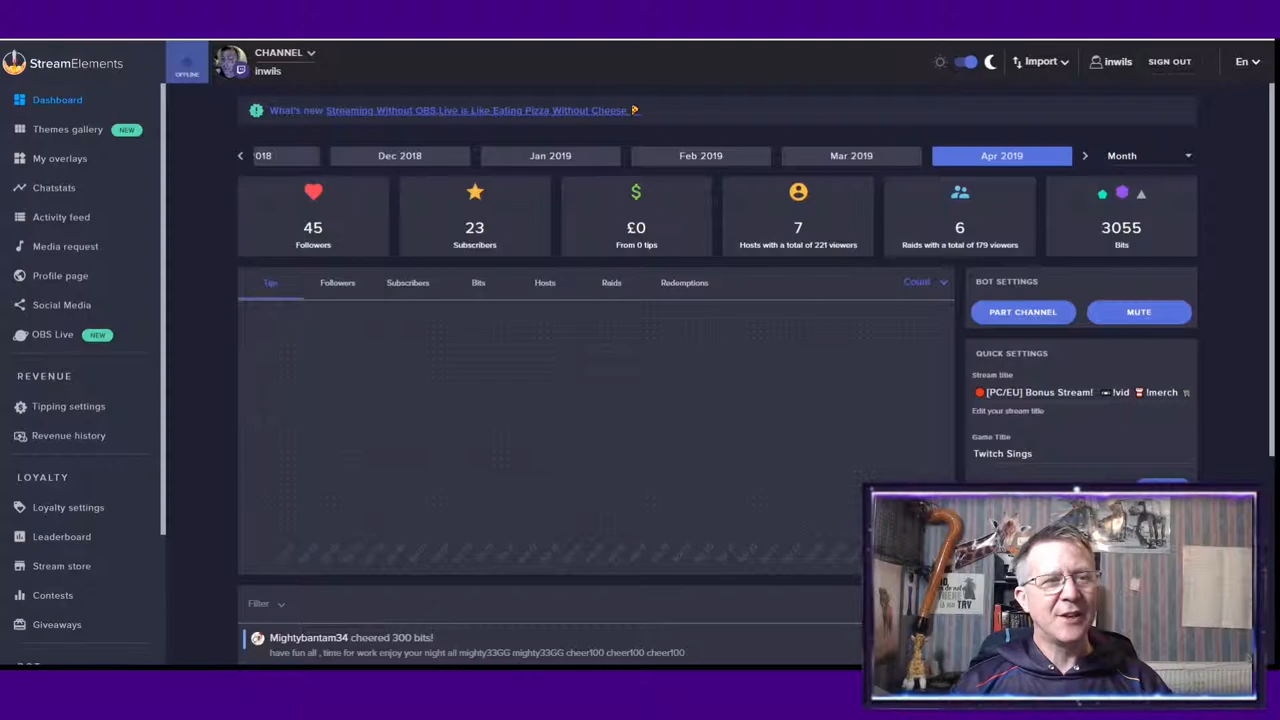 StreamElements
OFFLINE
CHANNEL
inwils
Import
inwils
SIGN OUT
En
Dashboard
Themes gallery NEW
My overlays
Chatstats
Activity feed
Media request
Profile page
Social Media
OBS Live NEW
REVENUE
Tipping settings
Revenue history
LOYALTY
Loyalty settings
Leaderboard
Stream store
Contests
Giveaways
What's new Streaming Without OBS.Live is Like Eating Pizza Without Cheese
018 Dec 2018 Jan 2019 Feb 2019 Mar 2019 Apr 2019 Month
45 23 £0 7 6 3055
Followers Subscribers From 0 tips Hosts with a total of 221 viewers Raids with a total of 179 viewers Bits
Tips Followers Subscribers Bits Hosts Raids Redemptions Count
BOT SETTINGS
PART CHANNEL MUTE
QUICK SETTINGS
Stream title
[PC/EU] Bonus Stream! !vid !merch
Edit your stream title
Game Title
Twitch Sings
Filter
Mightybantam34 cheered 300 bits!
have fun all , time for work enjoy your night all mighty33GG mighty33GG cheer100 cheer100 cheer100
TRY